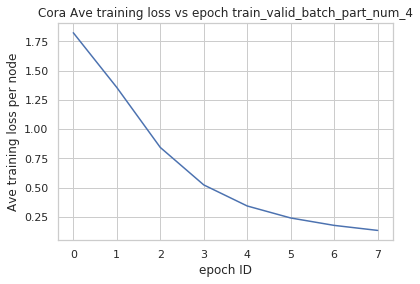 Cora Ave training loss vs epoch train_valid_batch_part_num_4
Ave training loss per node
1.75
1.50
1.25
1.00
0.75
0.50
0.25
0 1 2 3 4 5 6 7
epoch ID